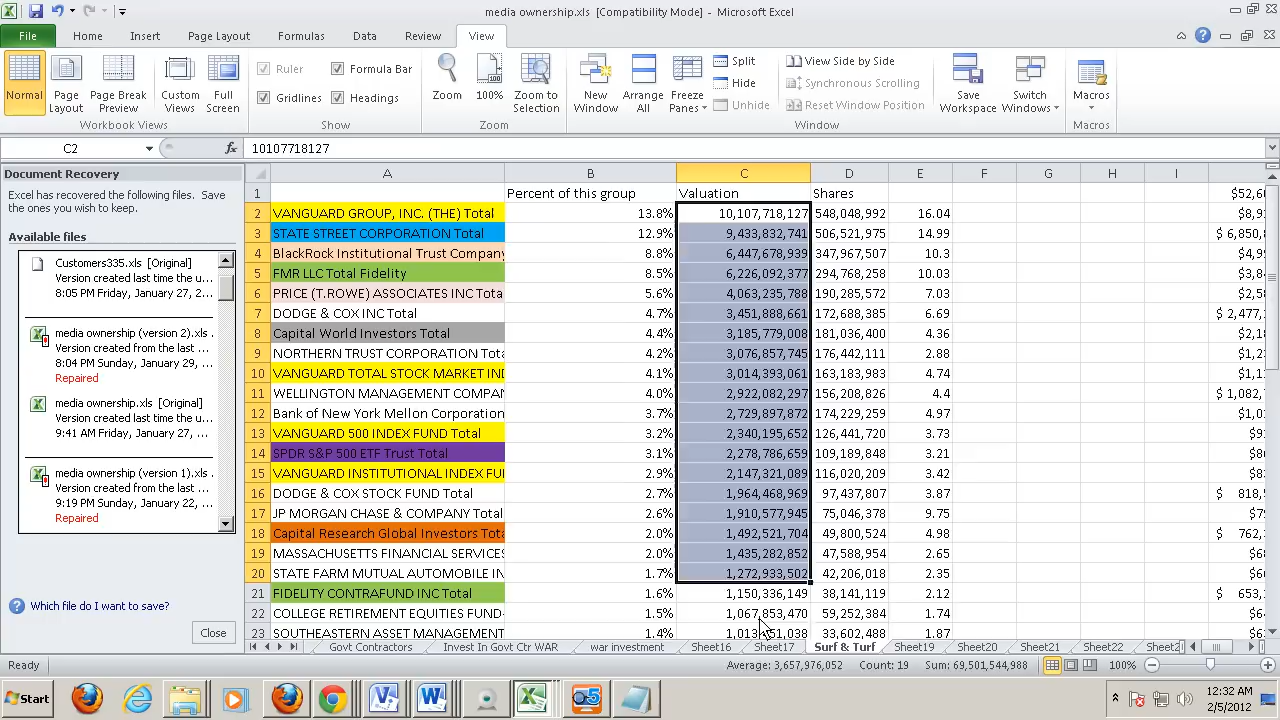 media ownership.xls [Compatibility Mode] - Microsoft Excel
File Home Insert Page Layout Formulas Data Review View
Normal Page Layout Page Break Preview Custom Views Full Screen
Workbook Views
Ruler Formula Bar
Gridlines Headings
Show
Zoom 100% Zoom to Selection
Zoom
New Window Arrange All Freeze Panes
Split
Hide
Unhide
View Side by Side
Synchronous Scrolling
Reset Window Position
Save Workspace Switch Windows
Window
Macros
Macros
C2 fx 10107718127
Document Recovery
Excel has recovered the following files. Save
the ones you wish to keep.
Available files
Customers335.xls [Original]
Version created last time the u...
8:05 PM Friday, January 27, 2...
media ownership (version 2).xls ...
Version created from the last ...
8:04 PM Sunday, January 29, ...
Repaired
media ownership.xls [Original]
Version created last time the u...
9:41 AM Friday, January 27, ...
media ownership (version 1).xls ...
Version created from the last ...
9:19 PM Sunday, January 22, ...
Repaired
Which file do I want to save?
Close
A B C D E F G H I
1 Percent of this group Valuation Shares
2 VANGUARD GROUP, INC. (THE) Total 13.8% 10,107,718,127 548,048,992 16.04
3 STATE STREET CORPORATION Total 12.9% 9,433,832,741 506,521,975 14.99
4 BlackRock Institutional Trust Company 8.8% 6,447,678,939 347,967,507 10.3
5 FMR LLC Total Fidelity 8.5% 6,226,092,377 294,768,258 10.03
6 PRICE (T.ROWE) ASSOCIATES INC Tota 5.6% 4,063,235,788 190,285,572 7.03
7 DODGE & COX INC Total 4.7% 3,451,888,661 172,688,385 6.69
8 Capital World Investors Total 4.4% 3,185,779,008 181,036,400 4.36
9 NORTHERN TRUST CORPORATION Tota 4.2% 3,076,857,745 176,442,111 2.88
10 VANGUARD TOTAL STOCK MARKET IND 4.1% 3,014,393,061 163,183,983 4.74
11 WELLINGTON MANAGEMENT COMPA 4.0% 2,922,082,297 156,208,826 4.4
12 Bank of New York Mellon Corporation 3.7% 2,729,897,872 174,229,259 4.97
13 VANGUARD 500 INDEX FUND Total 3.2% 2,340,195,652 126,441,720 3.73
14 SPDR S&P 500 ETF Trust Total 3.1% 2,278,786,652 109,108,848 3.21
15 VANGUARD INSTITUTIONAL INDEX FU 2.9% 2,147,321,089 116,020,258 3.42
16 DODGE & COX STOCK FUND Total 2.7% 1,964,468,969 97,437,807 3.87
17 JP MORGAN CHASE & COMPANY Tota 2.6% 1,910,577,945 75,046,378 9.75
18 Capital Research Global Investors Tota 2.0% 1,492,521,704 49,800,524 4.98
19 MASSACHUSETTS FINANCIAL SERVICES 2.0% 1,435,282,852 47,588,954 2.65
20 STATE FARM MUTUAL AUTOMOBILE IN 1.7% 1,272,933,502 42,206,018 2.35
21 FIDELITY CONTRAFUND INC Total 1.6% 1,150,336,149 38,141,119 2.12
22 COLLEGE RETIREMENT EQUITIES FUND 1.5% 1,067,853,470 59,252,384 1.74
23 SOUTHEASTERN ASSET MANAGEMENT 1.4% 33,602,488 1.87
Govt Contractors Invest In Govt Ctr WAR war investment Sheet16 Sheet17 Surf & Turf Sheet19 Sheet20 Sheet21 Sheet22 Sheet23
Ready Average: 3,657,976,052 Count: 19 Sum: 69,501,544,988 100%
Start
12:32 AM
2/5/2012